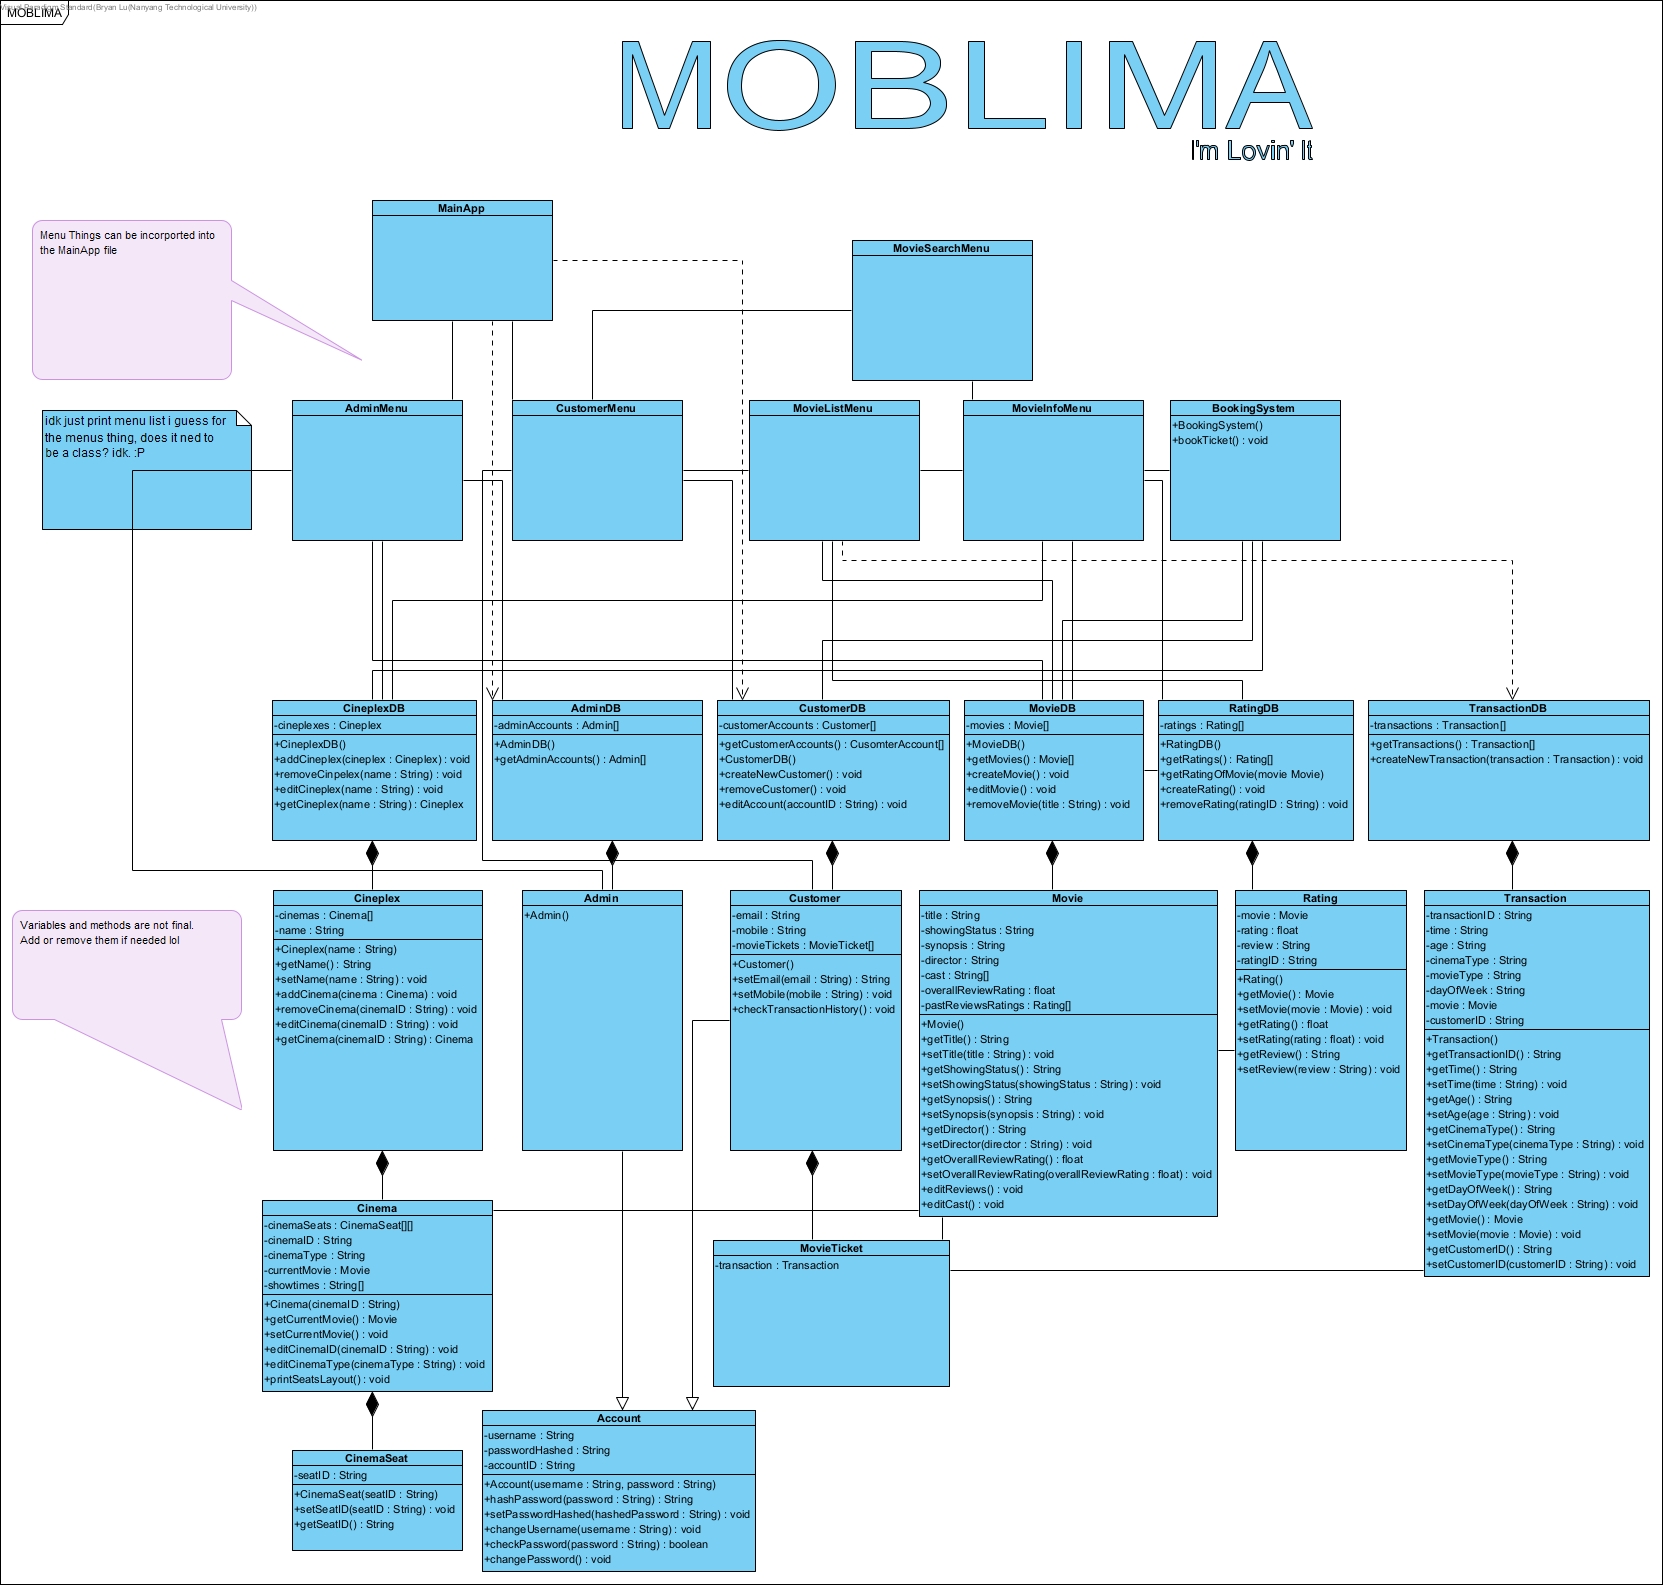 Visual Paradigm Standard(Bryan Lu(Nanyang Technological University))
MOBLIMA
MOBLIMA
I'm Lovin' It
MainApp
Menu Things can be incorported into
the MainApp file
MovieSearchMenu
idk just print menu list i guess for
the menus thing, does it ned to
be a class? idk. :P
AdminMenu
CustomerMenu
MovieListMenu
MovieInfoMenu
BookingSystem
+BookingSystem()
+bookTicket() : void
CineplexDB
-cineplexes : Cineplex
+CineplexDB()
+addCineplex(cineplex : Cineplex) : void
+removeCinpelex(name : String) : void
+editCineplex(name : String) : void
+getCineplex(name : String) : Cineplex
AdminDB
-adminAccounts : Admin[]
+AdminDB()
+getAdminAccounts() : Admin[]
CustomerDB
-customerAccounts : Customer[]
+getCustomerAccounts() : CusomterAccount[]
+CustomerDB()
+createNewCustomer() : void
+removeCustomer() : void
+editAccount(accountID : String) : void
MovieDB
-movies : Movie[]
+MovieDB()
+getMovies() : Movie[]
+createMovie() : void
+editMovie() : void
+removeMovie(title : String) : void
RatingDB
-ratings : Rating[]
+RatingDB()
+getRatings() : Rating[]
+getRatingOfMovie(movie Movie)
+createRating() : void
+removeRating(ratingID : String) : void
TransactionDB
-transactions : Transaction[]
+getTransactions() : Transaction[]
+createNewTransaction(transaction : Transaction) : void
Variables and methods are not final.
Add or remove them if needed lol
Cineplex
-cinemas : Cinema[]
-name : String
+Cineplex(name : String)
+getName() : String
+setName(name : String) : void
+addCinema(cinema : Cinema) : void
+removeCinema(cinemaID : String) : void
+editCinema(cinemaID : String) : void
+getCinema(cinemaID : String) : Cinema
Admin
+Admin()
Customer
-email : String
-mobile : String
-movieTickets : MovieTicket[]
+Customer()
+setEmail(email : String) : String
+setMobile(mobile : String) : void
+checkTransactionHistory() : void
Movie
-title : String
-showingStatus : String
-synopsis : String
-director : String
-cast : String[]
-overallReviewRating : float
-pastReviewsRatings : Rating[]
+Movie()
+getTitle() : String
+setTitle(title : String) : void
+getShowingStatus() : String
+setShowingStatus(showingStatus : String) : void
+getSynopsis() : String
+setSynopsis(synopsis : String) : void
+getDirector() : String
+setDirector(director : String) : void
+getOverallReviewRating() : float
+setOverallReviewRating(overallReviewRating : float) : void
+editReviews() : void
+editCast() : void
Rating
-movie : Movie
-rating : float
-review : String
-ratingID : String
+Rating()
+getMovie() : Movie
+setMovie(movie : Movie) : void
+getRating() : float
+setRating(rating : float) : void
+getReview() : String
+setReview(review : String) : void
Transaction
-transactionID : String
-time : String
-age : String
-cinemaType : String
-movieType : String
-dayOfWeek : String
-movie : Movie
-customerID : String
+Transaction()
+getTransactionID() : String
+getTime() : String
+setTime(time : String) : void
+getAge() : String
+setAge(age : String) : void
+getCinemaType() : String
+setCinemaType(cinemaType : String) : void
+getMovieType() : String
+setMovieType(movieType : String) : void
+getDayOfWeek() : String
+setDayOfWeek(dayOfWeek : String) : void
+getMovie() : Movie
+setMovie(movie : Movie) : void
+getCustomerID() : String
+setCustomerID(customerID : String) : void
Cinema
-cinemaSeats : CinemaSeat[][]
-cinemaID : String
-cinemaType : String
-currentMovie : Movie
-showtimes : String[]
+Cinema(cinemaID : String)
+getCurrentMovie() : Movie
+setCurrentMovie() : void
+editCinemaID(cinemaID : String) : void
+editCinemaType(cinemaType : String) : void
+printSeatsLayout() : void
MovieTicket
-transaction : Transaction
CinemaSeat
-seatID : String
+CinemaSeat(seatID : String)
+setSeatID(seatID : String) : void
+getSeatID() : String
Account
-username : String
-passwordHashed : String
-accountID : String
+Account(username : String, password : String)
+hashPassword(password : String) : String
+setPasswordHashed(hashedPassword : String) : void
+changeUsername(username : String) : void
+checkPassword(password : String) : boolean
+changePassword() : void